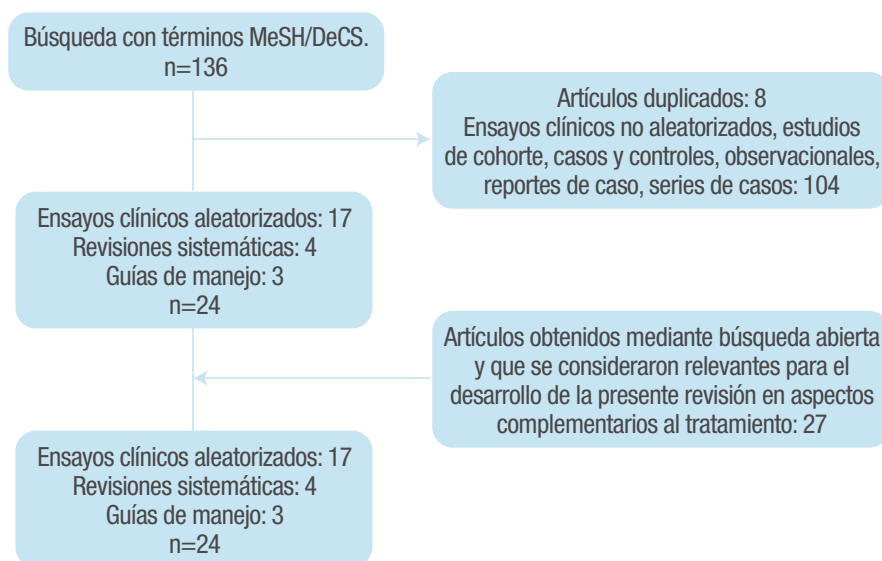 Búsqueda con términos MeSH/DeCS.
n=136
Artículos duplicados: 8
Ensayos clínicos no aleatorizados, estudios
de cohorte, casos y controles, observacionales,
reportes de caso, series de casos: 104
Ensayos clínicos aleatorizados: 17
Revisiones sistemáticas: 4
Guías de manejo: 3
n=24
Artículos obtenidos mediante búsqueda abierta
y que se consideraron relevantes para el
desarrollo de la presente revisión en aspectos
complementarios al tratamiento: 27
Ensayos clínicos aleatorizados: 17
Revisiones sistemáticas: 4
Guías de manejo: 3
n=24